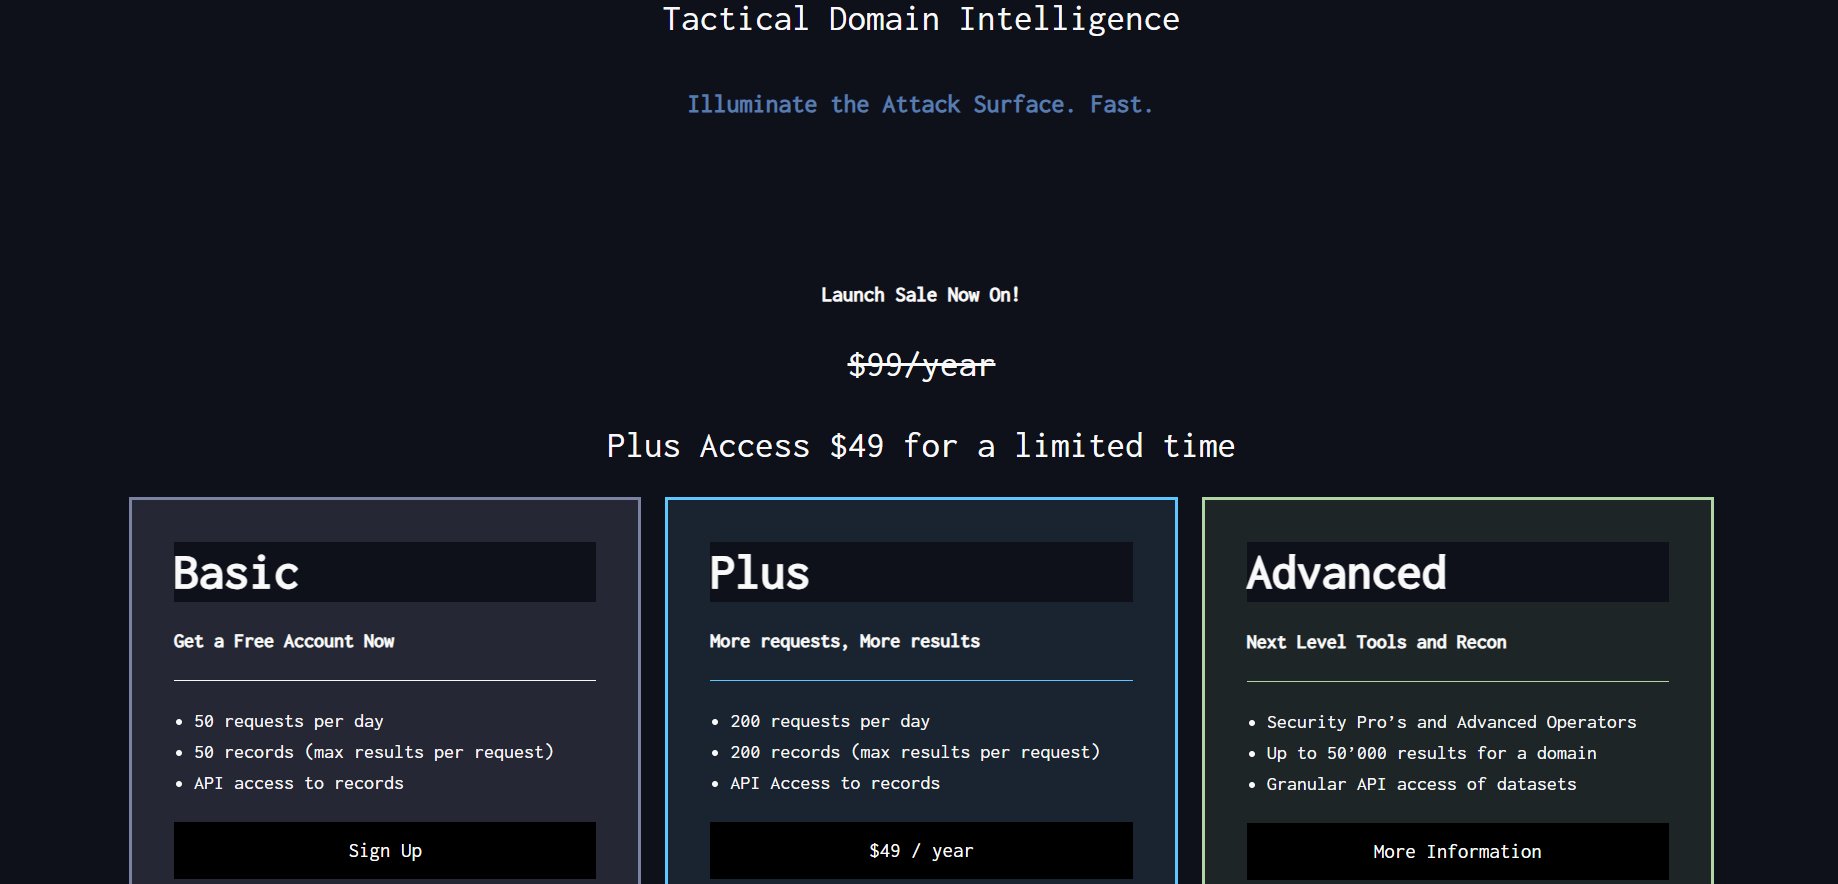 Tactical Domain Intelligence
Illuminate the Attack Surface. Fast.
Launch Sale Now On!
$99/year
Plus Access $49 for a limited time
Basic
Get a Free Account Now
50 requests per day
50 records (max results per request)
API access to records
Sign Up
Plus
More requests, More results
200 requests per day
200 records (max results per request)
API Access to records
$49 / year
Advanced
Next Level Tools and Recon
Security Pro’s and Advanced Operators
Up to 50’000 results for a domain
Granular API access of datasets
More Information